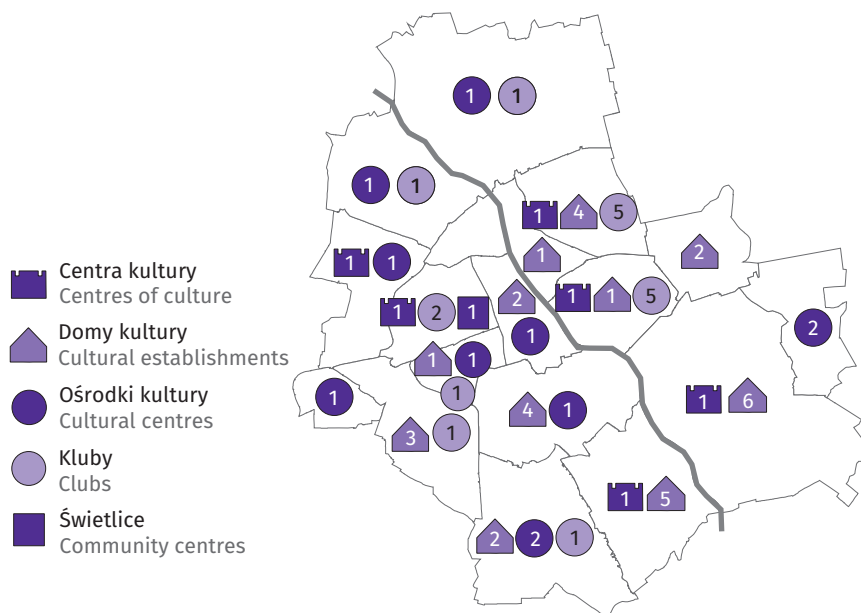 1 1
1 1
1 4 5
1
2
1 1
1 2 1
2
1
1 1 5
2
1 1
1
1
3 1
4 1
1 6
1 5
2 2 1
Centra kultury
Centres of culture
Domy kultury
Cultural establishments
Ośrodki kultury
Cultural centres
Kluby
Clubs
Świetlice
Community centres